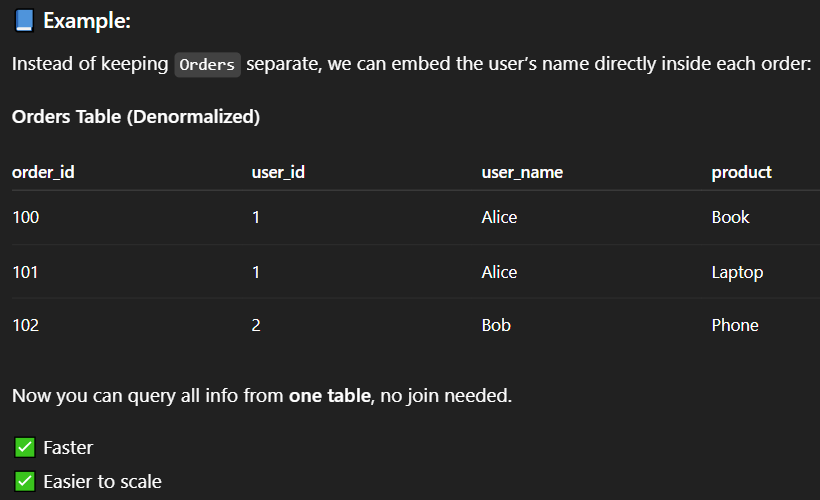 📘 Example:
Instead of keeping Orders separate, we can embed the user’s name directly inside each order:
Orders Table (Denormalized)
order_id user_id user_name product
100 1 Alice Book
101 1 Alice Laptop
102 2 Bob Phone
Now you can query all info from one table, no join needed.
✅ Faster
✅ Easier to scale